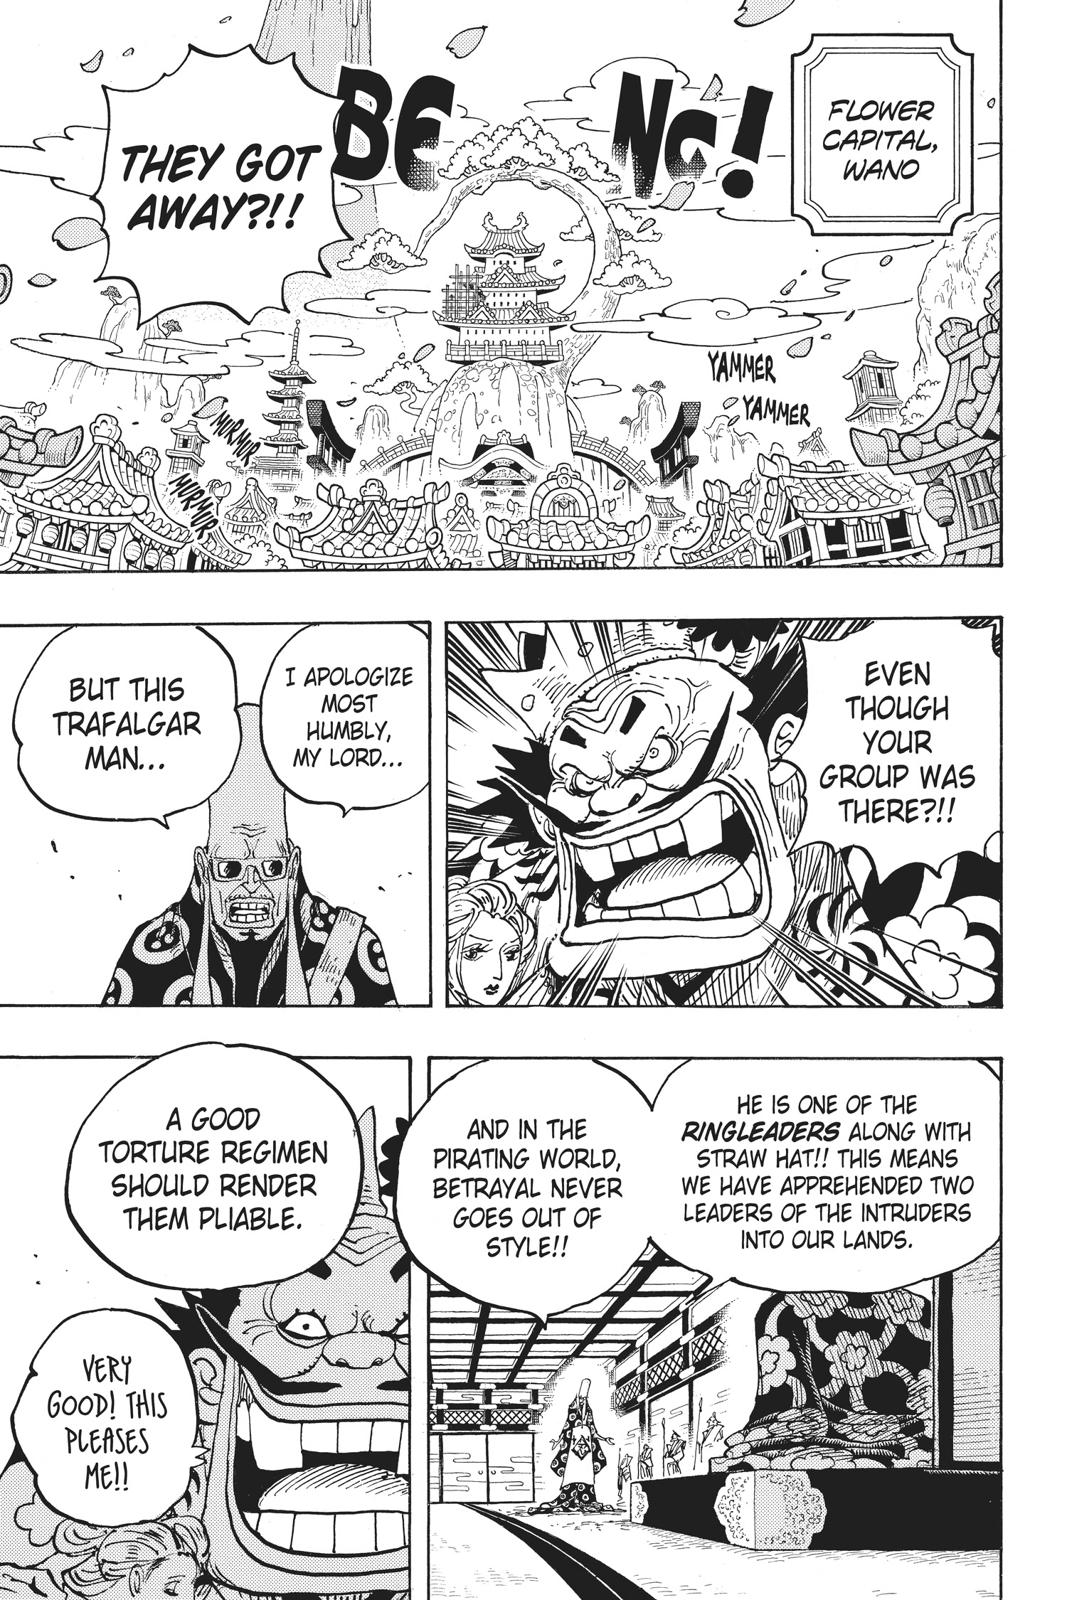 FLOWER
CAPITAL,
WANO
BENG!
THEY GOT
AWAY?!!
YAMMER
YAMMER
MURMUR
MURMUR
EVEN
THOUGH
YOUR
GROUP WAS
THERE?!!
I APOLOGIZE
MOST
HUMBLY,
MY LORD...
BUT THIS
TRAFALGAR
MAN...
HE IS ONE OF THE
RINGLEADERS ALONG WITH
STRAW HAT!! THIS MEANS
WE HAVE APPREHENDED TWO
LEADERS OF THE INTRUDERS
INTO OUR LANDS.
AND IN THE
PIRATING WORLD,
BETRAYAL NEVER
GOES OUT OF
STYLE!!
A GOOD
TORTURE REGIMEN
SHOULD RENDER
THEM PLIABLE.
VERY
GOOD! THIS
PLEASES
ME!!